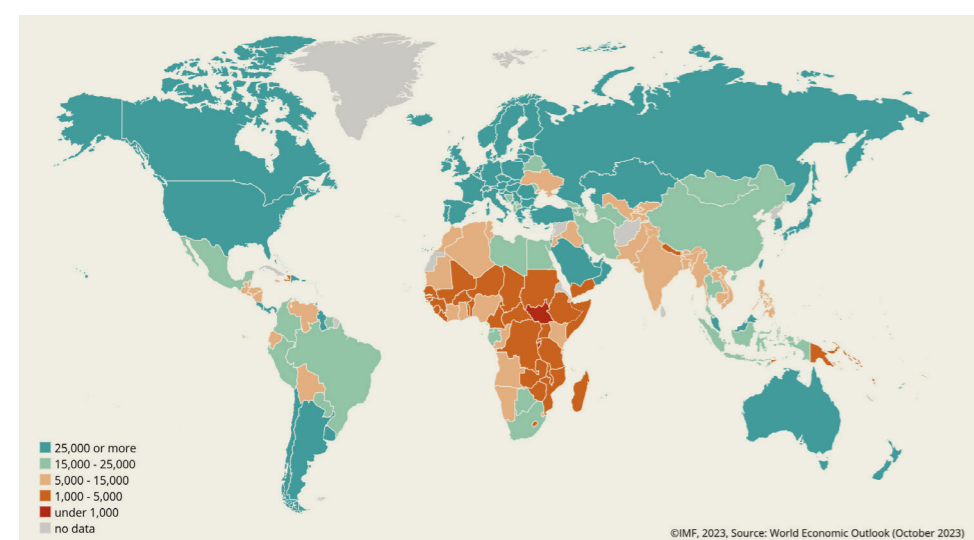 25,000 or more
15,000 - 25,000
5,000 - 15,000
1,000 - 5,000
under 1,000
no data
©IMF, 2023, Source: World Economic Outlook (October 2023)